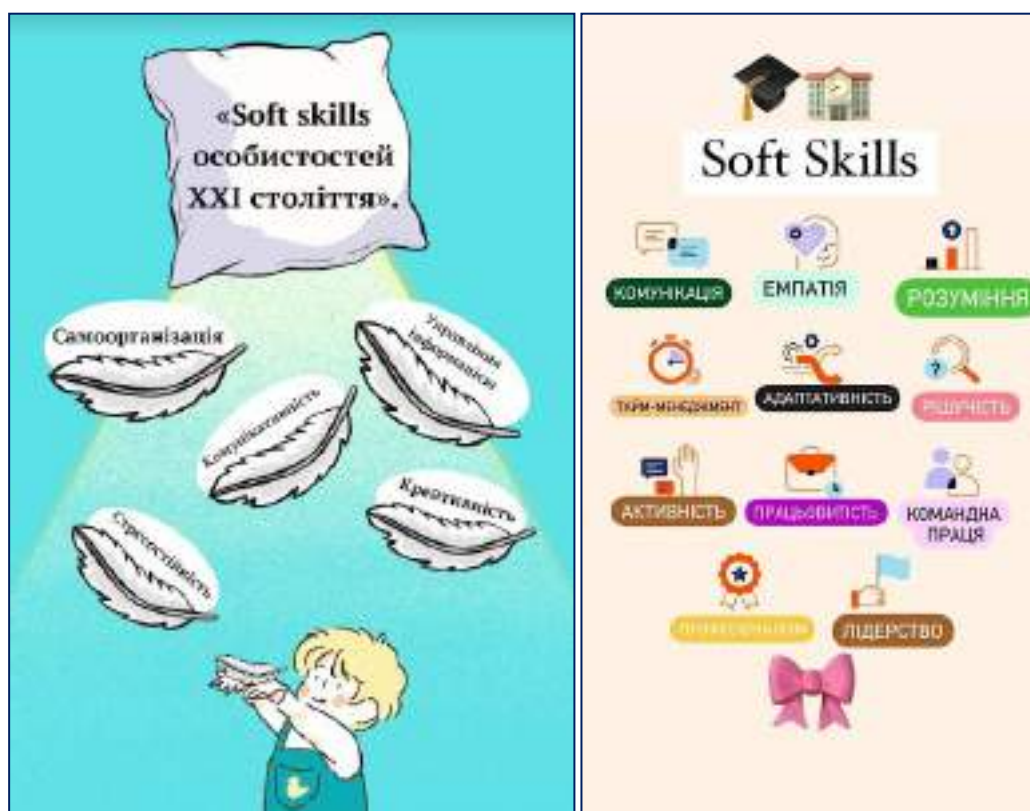 «Soft skills
особистостей
XXI століття».
Самоорганізація
Управління
інформацією
Комунікативність
Креативність
Стресостійкість
Soft Skills
КОМУНІКАЦІЯ
ЕМПАТІЯ
РОЗУМІННЯ
ТАЙМ-МЕНЕДЖМЕНТ
АДАПТАТИВНІСТЬ
РІШУЧІСТЬ
АКТИВНІСТЬ
ПРАЦЬОВИТІСТЬ
КОМАНДНА
ПРАЦЯ
ЛІДЕРСТВО